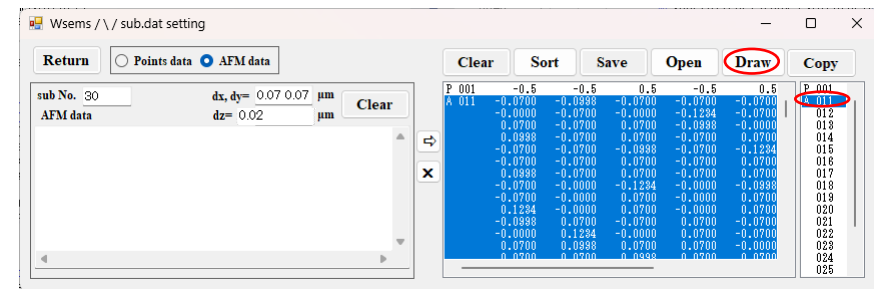 Wsems / \ / sub.dat setting
Return Points data AFM data
Clear Sort Save Open Draw Copy
sub No. 30 dx, dy= 0.07 0.07 μm
AFM data dz= 0.02 μm Clear
P 001 -0.5 -0.5 0.5 -0.5 0.5
A 011 -0.0700 -0.0998 -0.0700 -0.0700 -0.0700
-0.0000 -0.0700 -0.0000 -0.1234 -0.0700
0.0700 -0.0000 -0.0700 -0.0998 -0.0000
0.0998 -0.0700 0.0700 -0.0700 0.0700
-0.0700 -0.0700 -0.0998 -0.0700 -0.1234
-0.0700 -0.0700 0.0700 -0.0700 0.0700
0.0998 -0.0700 0.0700 -0.0700 0.0700
-0.0700 -0.0000 -0.1234 -0.0000 -0.0998
-0.0700 -0.0000 0.0700 -0.0000 0.0700
0.1234 -0.0000 0.0700 -0.0000 0.0700
-0.0998 0.0700 0.0700 0.0700 -0.0700
-0.0000 0.1234 -0.0000 0.0700 -0.0700
0.0700 0.0998 0.0700 0.0700 -0.0000
0.0700 0.0700 0.0998 0.0700 0.0700
P 001
A 011
012
013
014
015
016
017
018
019
020
021
022
023
024
025